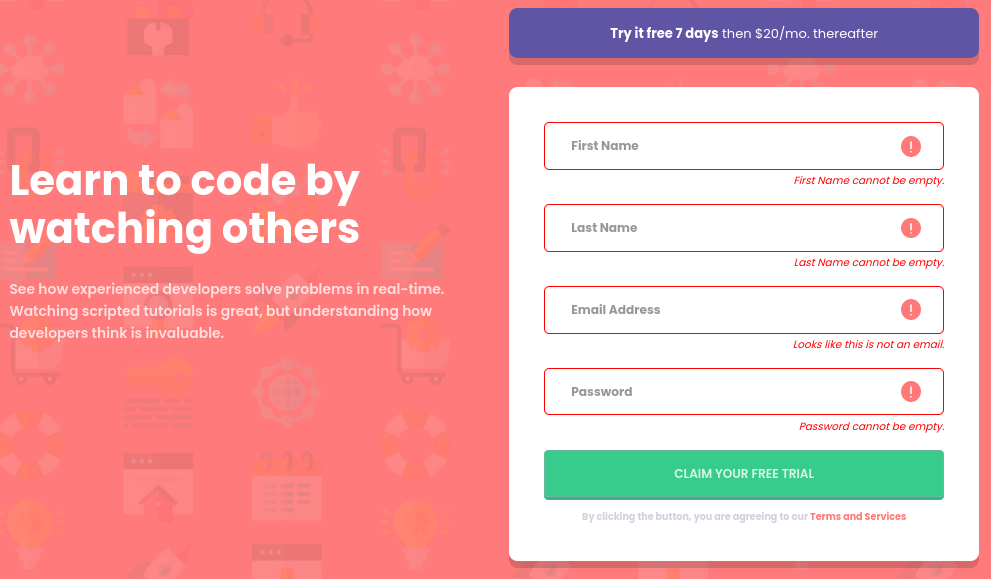 Learn to code by
watching others
See how experienced developers solve problems in real-time.
Watching scripted tutorials is great, but understanding how
developers think is invaluable.
Try it free 7 days then $20/mo. thereafter
First Name
!
First Name cannot be empty.
Last Name
!
Last Name cannot be empty.
Email Address
!
Looks like this is not an email.
Password
!
Password cannot be empty.
CLAIM YOUR FREE TRIAL
By clicking the button, you are agreeing to our Terms and Services